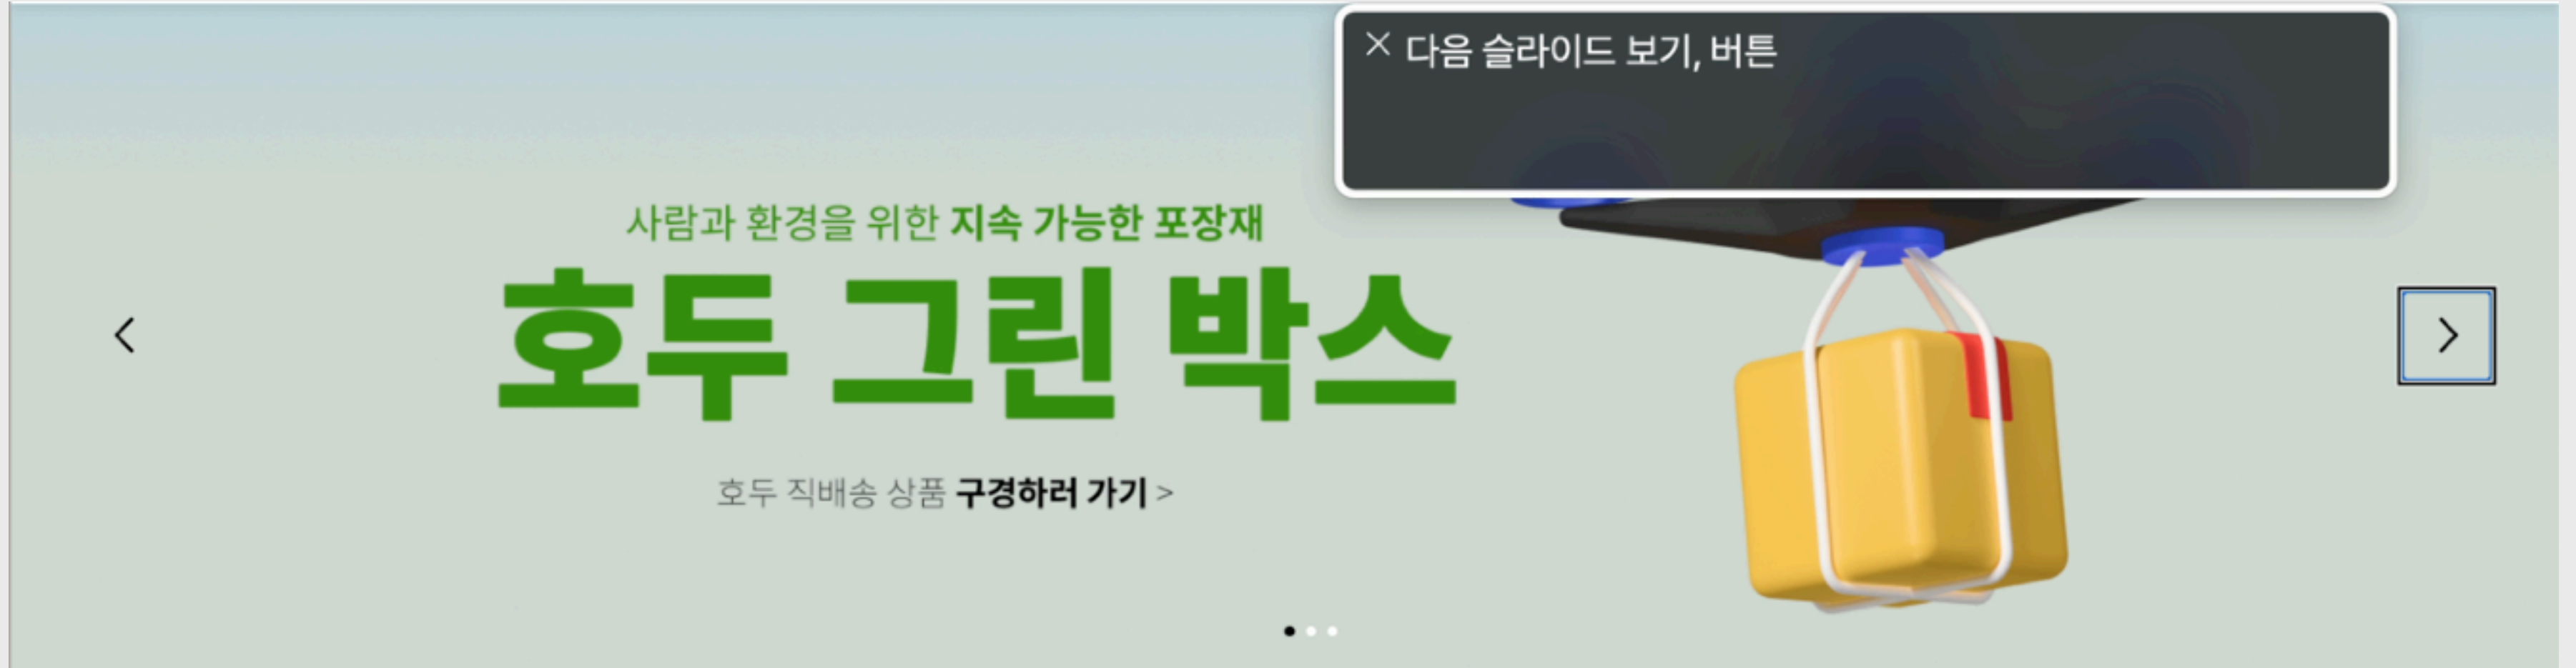 다음 슬라이드 보기, 버튼
사람과 환경을 위한 지속 가능한 포장재
호두 그린 박스
호두 직배송 상품 구경하러 가기 >